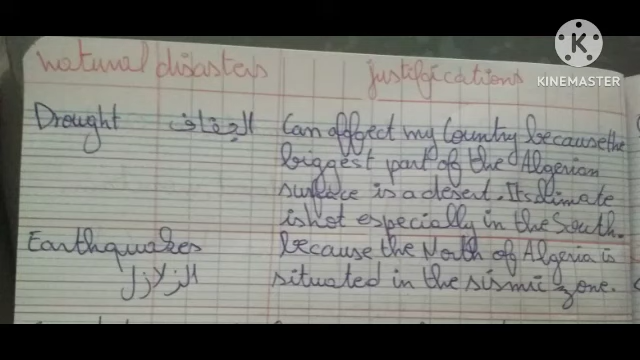 natural disasters justifications
KINEMASTER
Drought الجفاف Can affect my Country because the
biggest part of the Algerian
surface is a desert. Its climate
is hot especially in the South.
Earthquakes because the North of Algeria is
الزلازل situated in the sismic zone.